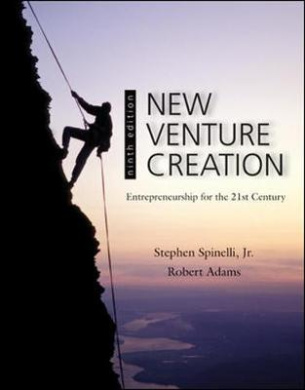 ninth edition
NEW
VENTURE
CREATION
Entrepreneurship for the 21st Century
Stephen Spinelli, Jr.
Robert Adams